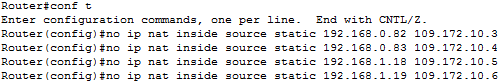 Router#conf t
Enter configuration commands, one per line.  End with CNTL/Z.
Router(config)#no ip nat inside source static 192.168.0.82 109.172.10.3
Router(config)#no ip nat inside source static 192.168.0.83 109.172.10.4
Router(config)#no ip nat inside source static 192.168.1.18 109.172.10.5
Router(config)#no ip nat inside source static 192.168.1.19 109.172.10.6